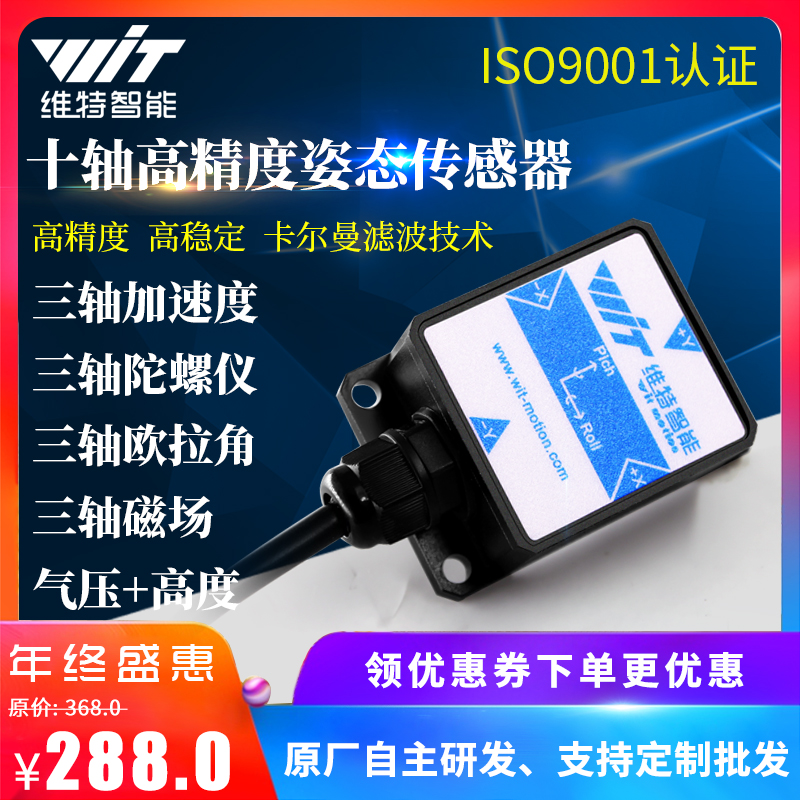 WIT
维特智能
ISO9001认证
十轴高精度姿态传感器
高精度 高稳定 卡尔曼滤波技术
三轴加速度
三轴陀螺仪
三轴欧拉角
三轴磁场
气压+高度
WIT
维特智能
wit motion
www.wit-motion.com
Pich
Roll
-X
+Y
-Y
+X
年终盛惠
原价: 368.0
¥288.0
领优惠券下单更优惠
原厂自主研发、支持定制批发